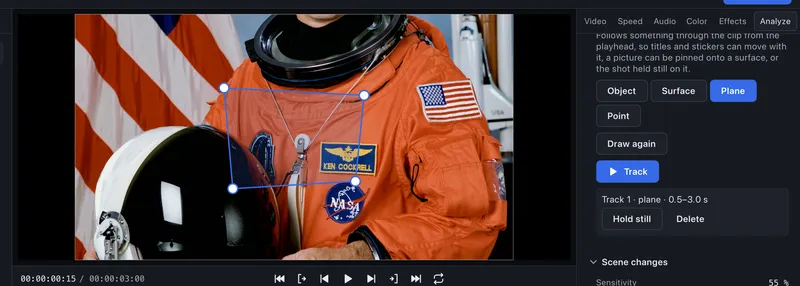 Video Speed Audio Color Effects Analyze
Follows something through the clip from the
playhead, so titles and stickers can move with
it, a picture can be pinned onto a surface, or
the shot held still on it.
Object Surface Plane
Point
Draw again
Track
Track 1 · plane · 0.5–3.0 s
Hold still Delete
Scene changes
Sensitivity 55 %
KEN COCKRELL
NASA
00:00:00:15 / 00:00:03:00